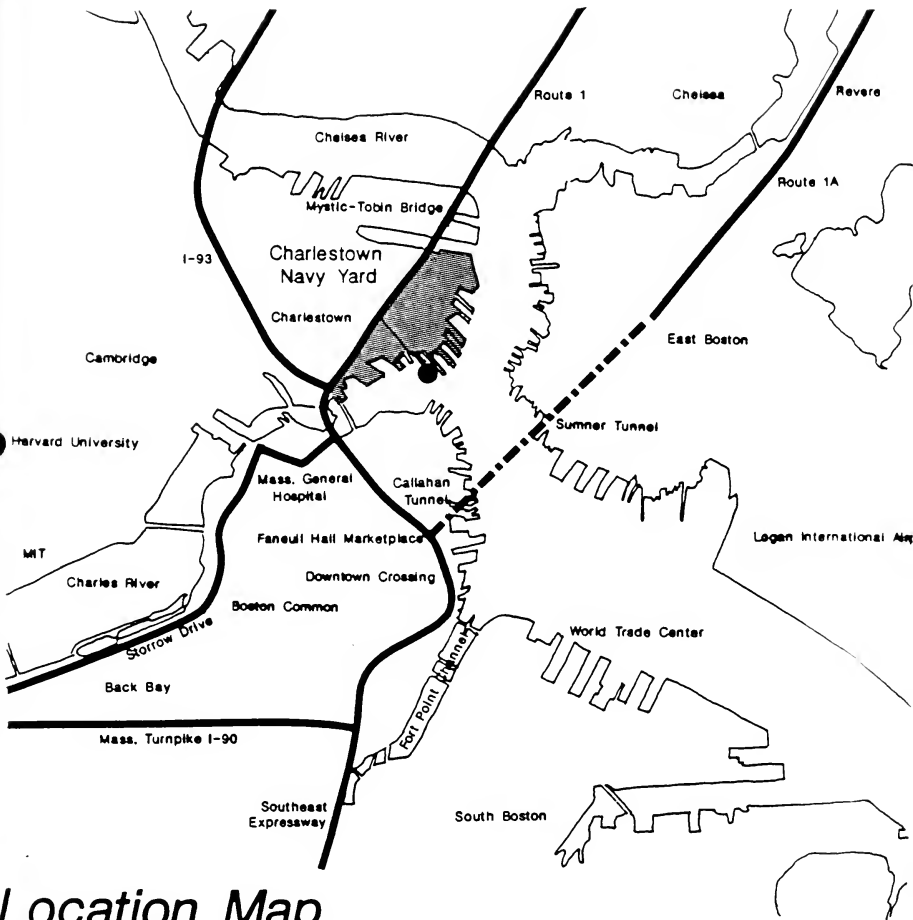 Route 1
Chelsea
Revere
Chelsea River
Route 1A
Mystic-Tobin Bridge
I-93
Charlestown
Navy Yard
Charlestown
East Boston
Cambridge
Sumner Tunnel
Harvard University
Mass. General
Hospital
Callahan
Tunnel
Faneuil Hall Marketplace
Logan International Airp
MIT
Downtown Crossing
Charles River
Boston Common
Storrow Drive
World Trade Center
Back Bay
Fort Point Channel
Mass. Turnpike I-90
Southeast
Expressway
South Boston
Location Map